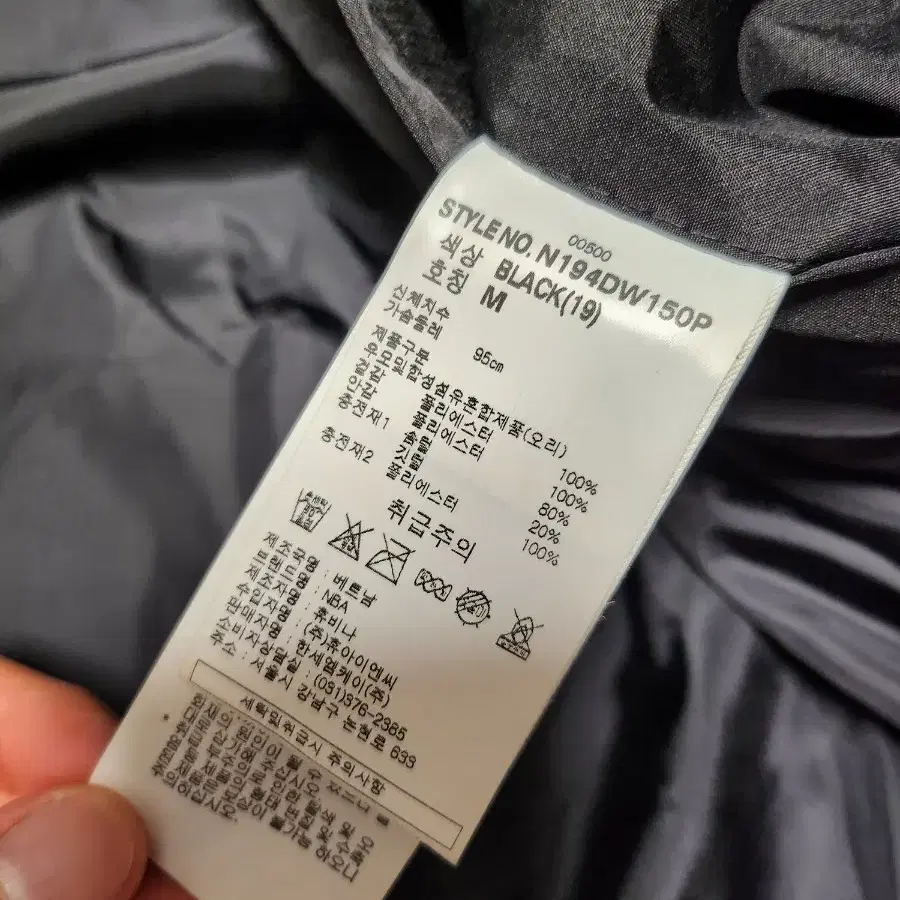 00500
STYLE NO. N194DW150P
색상 BLACK(19)
호칭 M
신체치수
가슴둘레 95cm
제품구분
우모및합성섬유혼합제품(오리)
겉감 폴리에스터 100%
안감 폴리에스터 100%
충전재1 솜털 80%
깃털 20%
충전재2 폴리에스터 100%
취급주의
제조국명 : 베트남
브랜드명 : NBA
제조자명 : 휴비나
수입자명 : (주)휴아이앤씨
판매자명 : 한세엠케이(주)
소비자상담실 : (031)376-2385
주소 : 서울시 강남구 논현로 633
세탁및취급시 주의사항